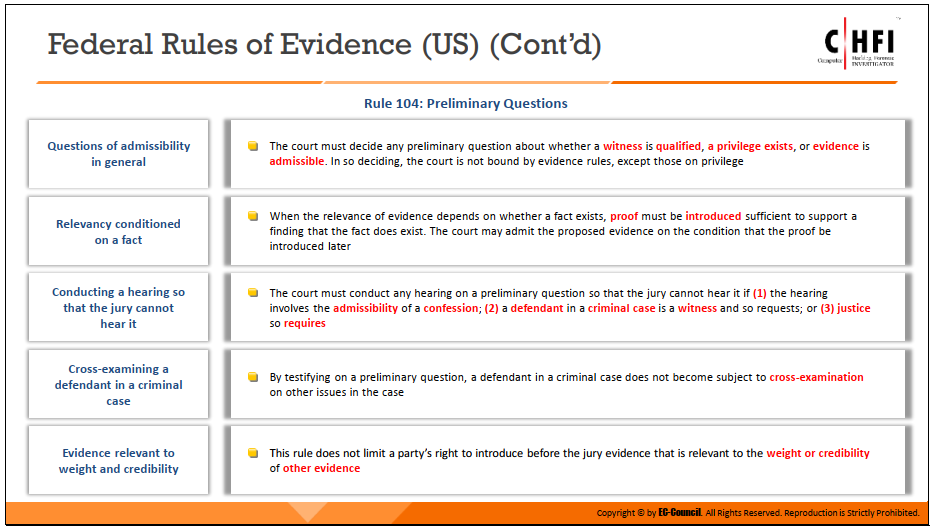 Federal Rules of Evidence (US) (Cont’d)
C HFI
Computer Hacking Forensic
INVESTIGATOR
Rule 104: Preliminary Questions
Questions of admissibility
in general
The court must decide any preliminary question about whether a witness is qualified, a privilege exists, or evidence is
admissible. In so deciding, the court is not bound by evidence rules, except those on privilege
Relevancy conditioned
on a fact
When the relevance of evidence depends on whether a fact exists, proof must be introduced sufficient to support a
finding that the fact does exist. The court may admit the proposed evidence on the condition that the proof be
introduced later
Conducting a hearing so
that the jury cannot
hear it
The court must conduct any hearing on a preliminary question so that the jury cannot hear it if (1) the hearing
involves the admissibility of a confession; (2) a defendant in a criminal case is a witness and so requests; or (3) justice
so requires
Cross-examining a
defendant in a criminal
case
By testifying on a preliminary question, a defendant in a criminal case does not become subject to cross-examination
on other issues in the case
Evidence relevant to
weight and credibility
This rule does not limit a party’s right to introduce before the jury evidence that is relevant to the weight or credibility
of other evidence
Copyright © by EC-Council. All Rights Reserved. Reproduction is Strictly Prohibited.